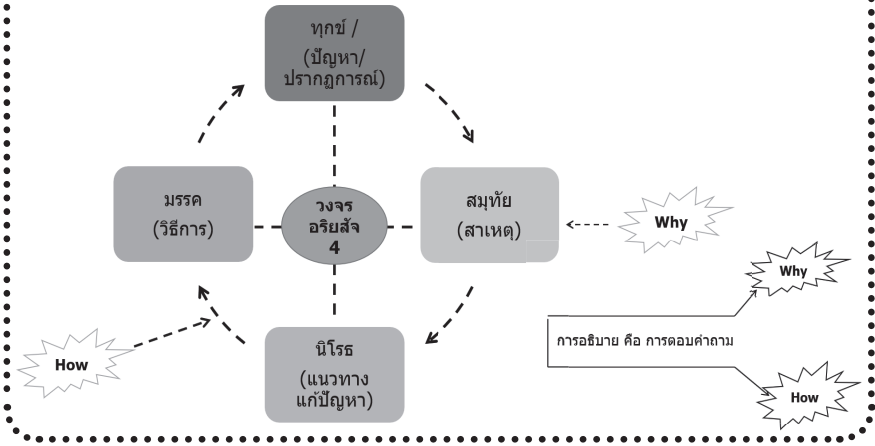 ทุกข์ /
(ปัญหา/
ปรากฏการณ์)
มรรค
(วิธีการ)
วงจร
อริยสัจ
4
สมุทัย
(สาเหตุ)
Why
Why
การอธิบาย คือ การตอบคำถาม
How
นิโรธ
(แนวทาง
แก้ปัญหา)
How